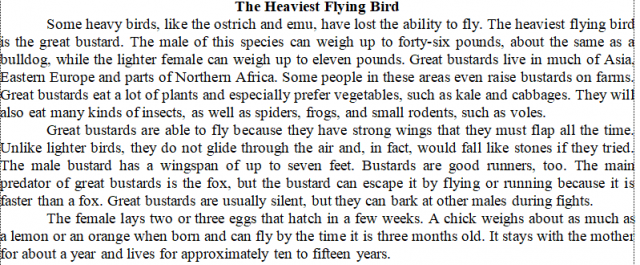 The Heaviest Flying Bird
Some heavy birds, like the ostrich and emu, have lost the ability to fly. The heaviest flying bird
is the great bustard. The male of this species can weigh up to forty-six pounds, about the same as a
bulldog, while the lighter female can weigh up to eleven pounds. Great bustards live in much of Asia,
Eastern Europe and parts of Northern Africa. Some people in these areas even raise bustards on farms.
Great bustards eat a lot of plants and especially prefer vegetables, such as kale and cabbages. They will
also eat many kinds of insects, as well as spiders, frogs, and small rodents, such as voles.
Great bustards are able to fly because they have strong wings that they must flap all the time.
Unlike lighter birds, they do not glide through the air and, in fact, would fall like stones if they tried.
The male bustard has a wingspan of up to seven feet. Bustards are good runners, too. The main
predator of great bustards is the fox, but the bustard can escape it by flying or running because it is
faster than a fox. Great bustards are usually silent, but they can bark at other males during fights.
The female lays two or three eggs that hatch in a few weeks. A chick weighs about as much as
a lemon or an orange when born and can fly by the time it is three months old. It stays with the mother
for about a year and lives for approximately ten to fifteen years.